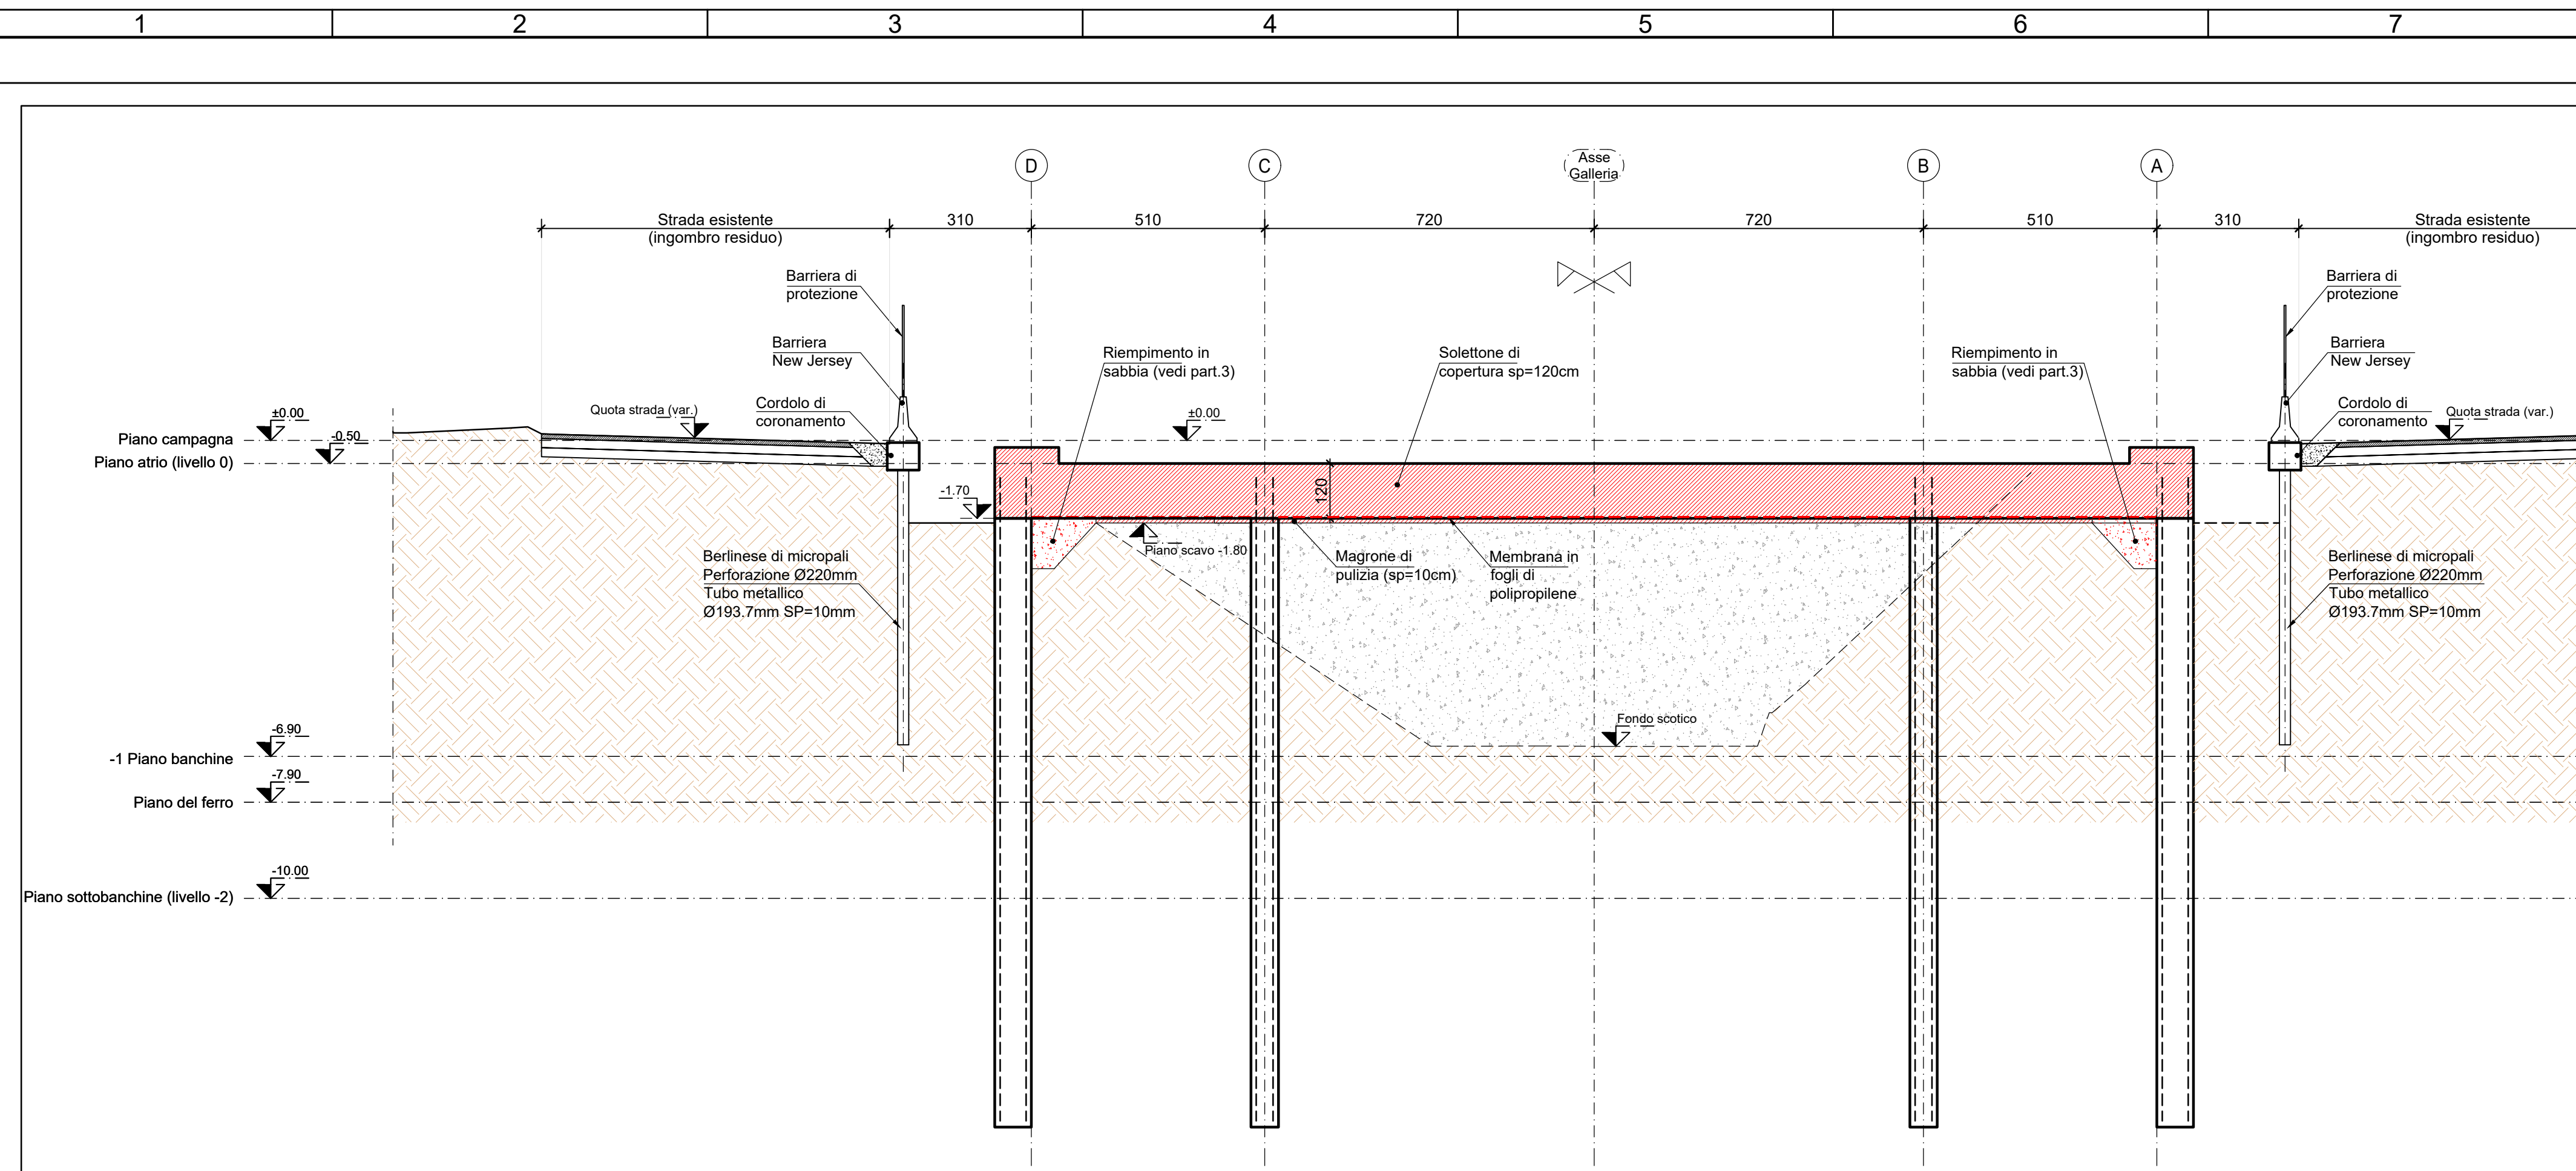 1 2 3 4 5 6 7
D C Asse Galleria B A
Strada esistente
(ingombro residuo)
310 510 720 720 510 310
Strada esistente
(ingombro residuo)
Barriera di
protezione
Barriera
New Jersey
Cordolo di
coronamento
Quota strada (var.)
Riempimento in
sabbia (vedi part.3)
Solettone di
copertura sp=120cm
Riempimento in
sabbia (vedi part.3)
Barriera di
protezione
Barriera
New Jersey
Cordolo di
coronamento
Quota strada (var.)
±0.00
Piano campagna
-0.50
Piano atrio (livello 0)
±0.00
120
-1.70
Piano scavo -1.80
Magrone di
pulizia (sp=10cm)
Membrana in
fogli di
polipropilene
Berlinese di micropali
Perforazione Ø220mm
Tubo metallico
Ø193.7mm SP=10mm
Berlinese di micropali
Perforazione Ø220mm
Tubo metallico
Ø193.7mm SP=10mm
Fondo scotico
-6.90
-1 Piano banchine
-7.90
Piano del ferro
-10.00
Piano sottobanchine (livello -2)